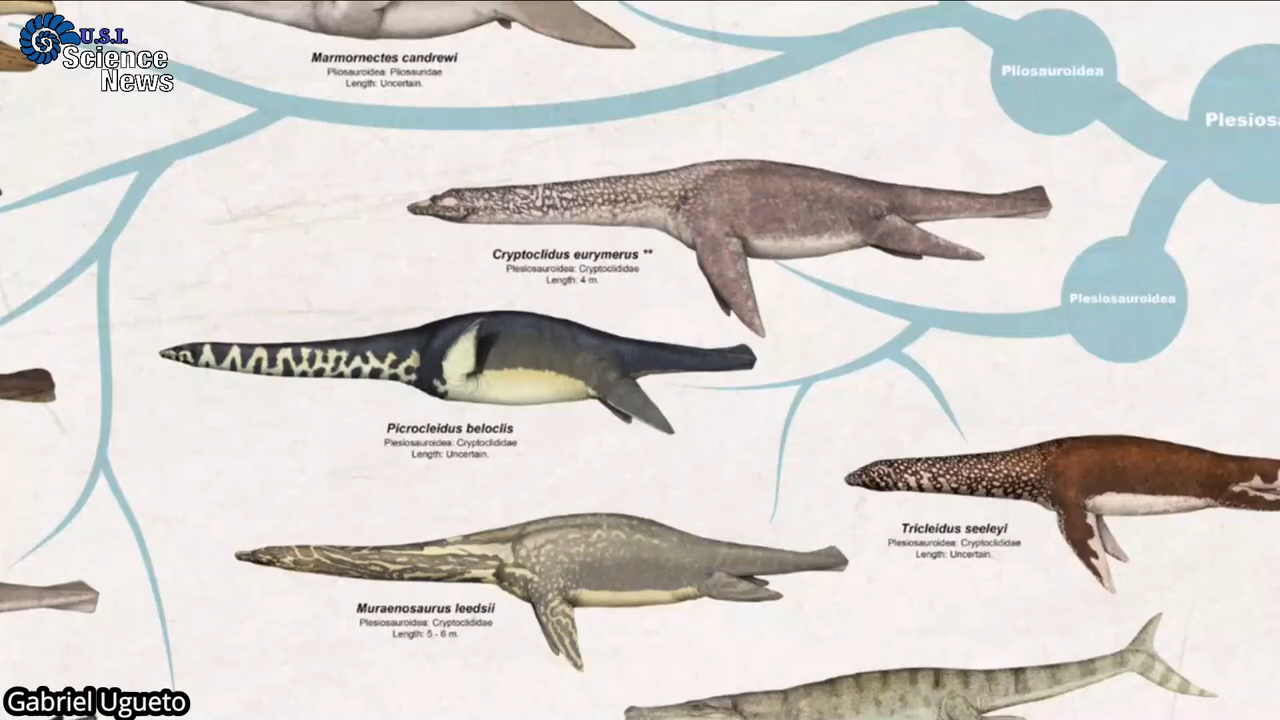 U.S.I.
Science
News
Marmornectes candrewi
Pliosauroidea: Pliosauridae
Length: Uncertain.
Pliosauroidea
Plesios
Cryptoclidus eurymerus **
Plesiosauroidea: Cryptoclididae
Length: 4 m.
Plesiosauroidea
Picrocleidus beloclis
Plesiosauroidea: Cryptoclididae
Length: Uncertain.
Tricleidus seeleyi
Plesiosauroidea: Cryptoclididae
Length: Uncertain.
Muraenosaurus leedsii
Plesiosauroidea: Cryptoclididae
Length: 5 - 6 m.
Gabriel Ugueto